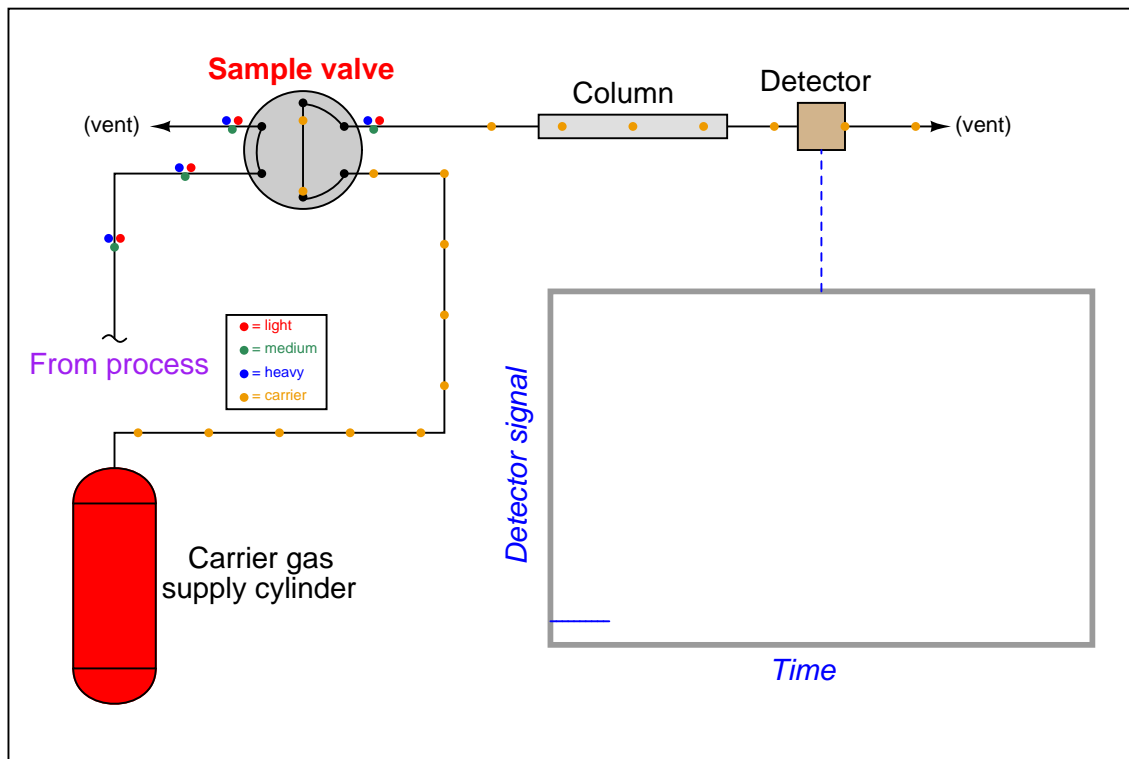 Sample valve
Column
Detector
(vent)
(vent)
= light
= medium
= heavy
= carrier
From process
Detector signal
Carrier gas
supply cylinder
Time